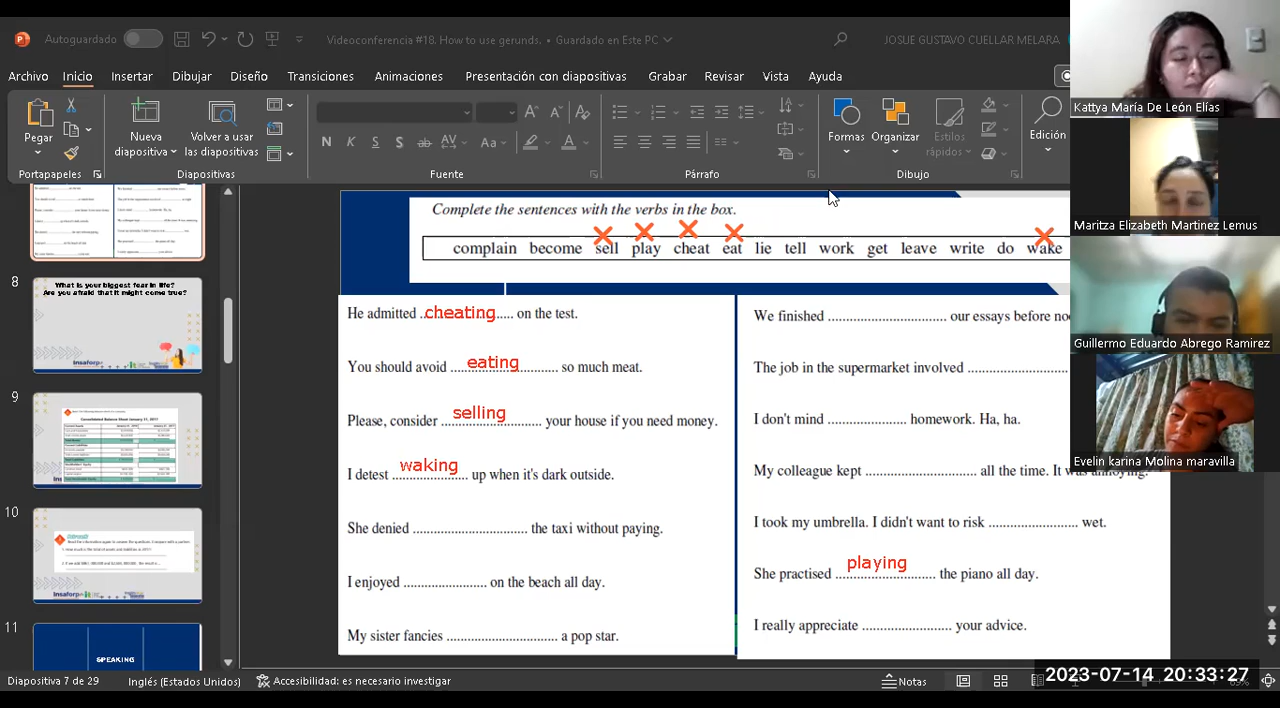 Autoguardado
Videoconferencia #18. How to use gerunds. • Guardado en Este PC
JOSUE GUSTAVO CUELLAR MELARA
Archivo Inicio Insertar Dibujar Diseño Transiciones Animaciones Presentación con diapositivas Grabar Revisar Vista Ayuda
Pegar
Nueva diapositiva
Volver a usar las diapositivas
N K S S ab AV Aa A
Formas
Organizar
Estilos rápidos
Edición
Portapapeles
Diapositivas
Fuente
Párrafo
Dibujo
Kattya María De León Elías
Maritza Elizabeth Martinez Lemus
Guillermo Eduardo Abrego Ramirez
Evelin karina Molina maravilla
8
What is your biggest fear in life?
Are you afraid that it might come true?
insaforp
9
Consolidated Balance Sheet January 31, 2011
10
insaforp
11
SPEAKING
Complete the sentences with the verbs in the box.
complain become sell play cheat eat lie tell work get leave write do wake
He admitted .... cheating .... on the test.
You should avoid .... eating .... so much meat.
Please, consider .... selling .... your house if you need money.
I detest .... waking .... up when it's dark outside.
She denied .............................. the taxi without paying.
I enjoyed ...................... on the beach all day.
My sister fancies .............................. a pop star.
We finished ................................ our essays before
The job in the supermarket involved ............................
I don't mind ..................... homework. Ha, ha.
My colleague kept .............................. all the time. It was annoying.
I took my umbrella. I didn't want to risk ........................ wet.
She practised .... playing .... the piano all day.
I really appreciate ........................ your advice.
Diapositiva 7 de 29
Inglés (Estados Unidos)
Accesibilidad: es necesario investigar
Notas
2023-07-14 20:33:27